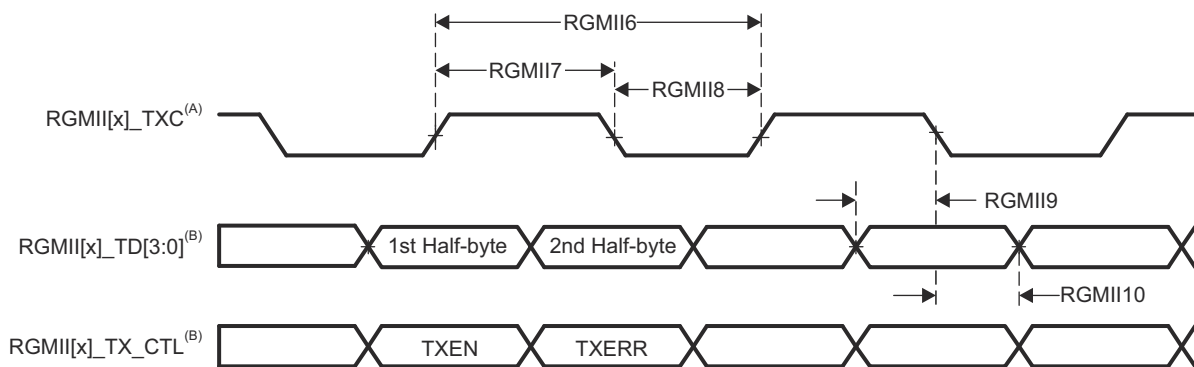 RGMII6
RGMII7
RGMII8
RGMII[x]_TXC(A)
RGMII9
RGMII[x]_TD[3:0](B) 1st Half-byte 2nd Half-byte
RGMII10
RGMII[x]_TX_CTL(B) TXEN TXERR